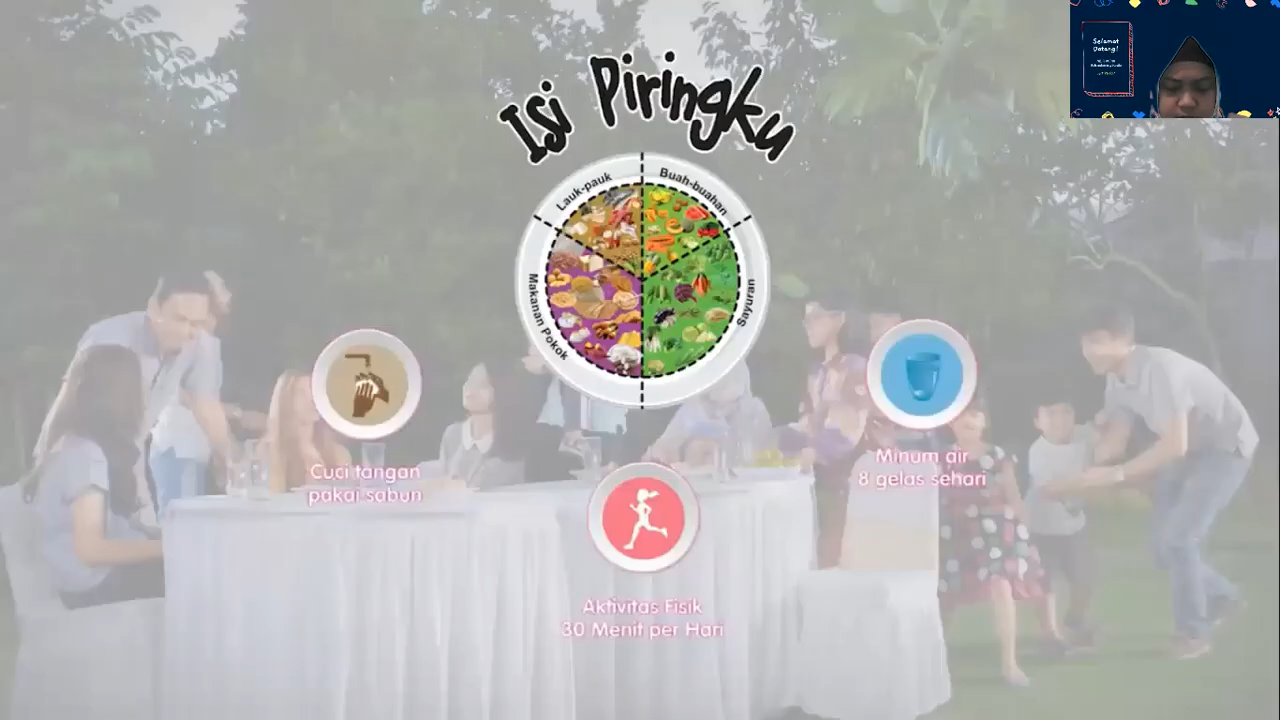 Isi Piringku
Lauk-pauk
Buah-buahan
Makanan Pokok
Sayuran
Cuci tangan
pakai sabun
Minum air
8 gelas sehari
Aktivitas Fisik
30 Menit per Hari
Selamat
Datang!